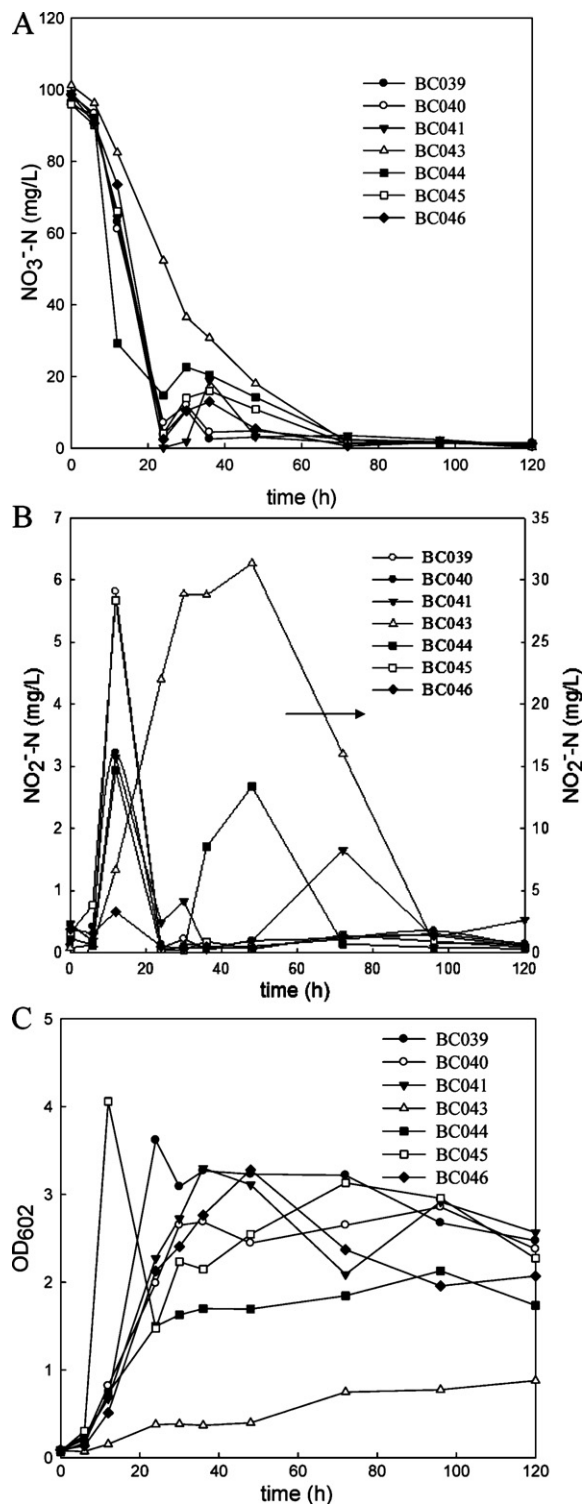 A
120
100
80
60
40
20
0
NO3⁻-N (mg/L)
BC039
BC040
BC041
BC043
BC044
BC045
BC046
0 20 40 60 80 100 120
time (h)
B
7
6
5
4
3
2
1
0
NO2⁻-N (mg/L)
BC039
BC040
BC041
BC043
BC044
BC045
BC046
35
30
25
20
15
10
5
0
NO2⁻-N (mg/L)
0 20 40 60 80 100 120
time (h)
C
5
4
3
2
1
0
OD602
BC039
BC040
BC041
BC043
BC044
BC045
BC046
0 20 40 60 80 100 120
time (h)